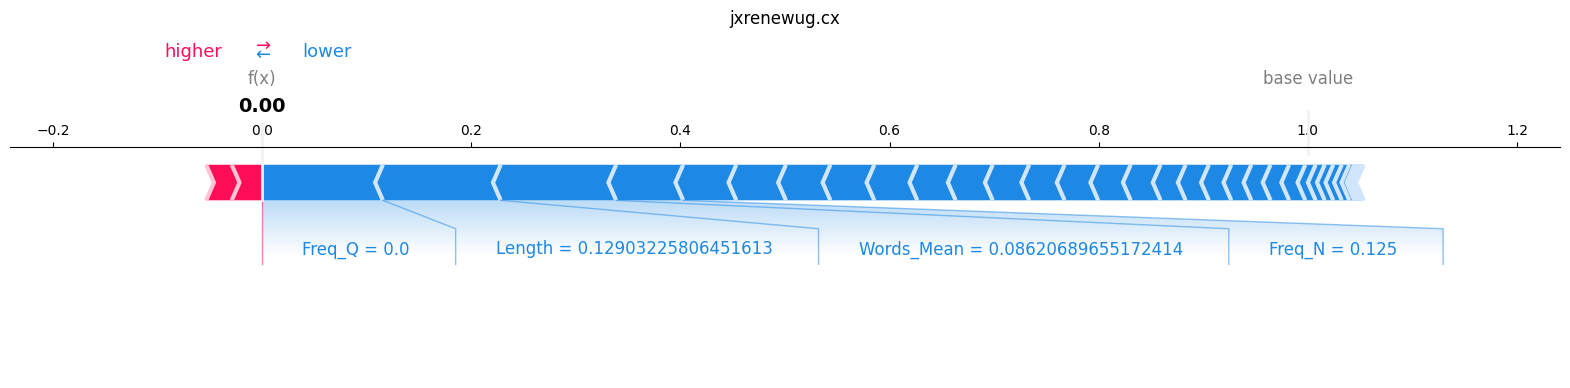 jxrenewug.cx
higher ⇄ lower
f(x) base value
0.00
−0.2 0.0 0.2 0.4 0.6 0.8 1.0 1.2
Freq_Q = 0.0 Length = 0.12903225806451613 Words_Mean = 0.08620689655172414 Freq_N = 0.125